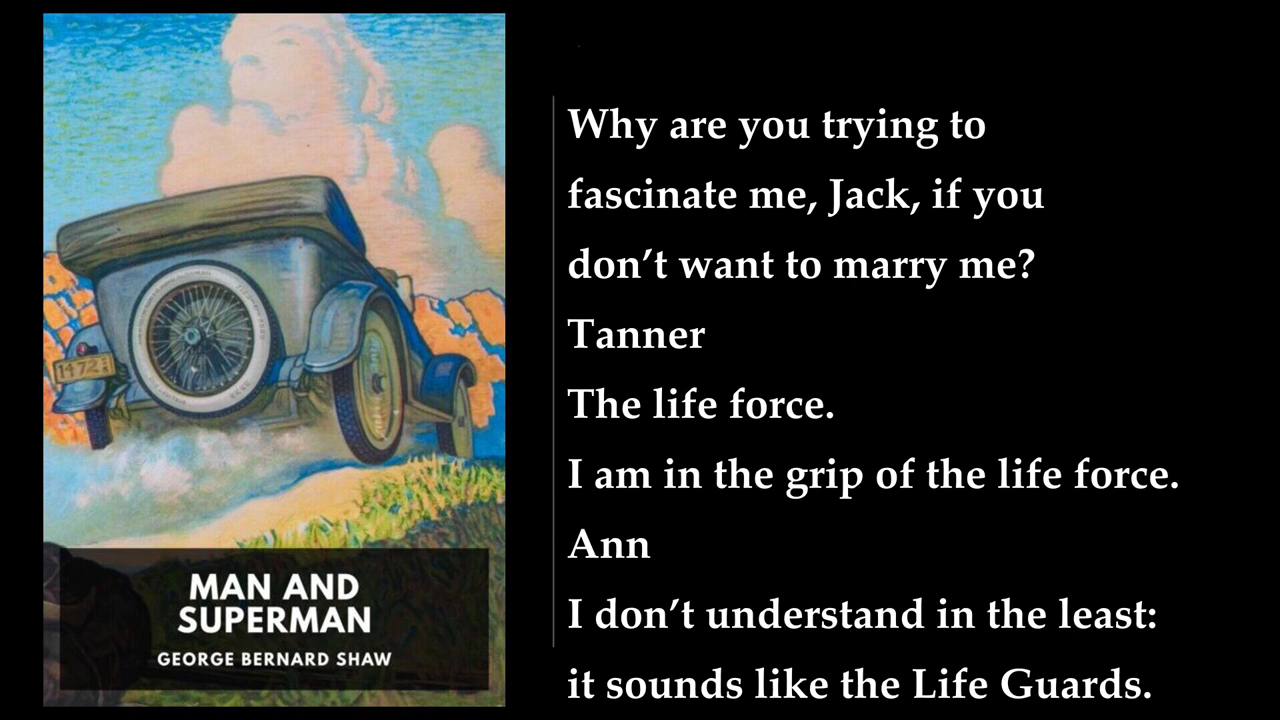 Why are you trying to
fascinate me, Jack, if you
don’t want to marry me?
Tanner
The life force.
I am in the grip of the life force.
Ann
I don’t understand in the least:
it sounds like the Life Guards.
1472
MAN AND
SUPERMAN
GEORGE BERNARD SHAW